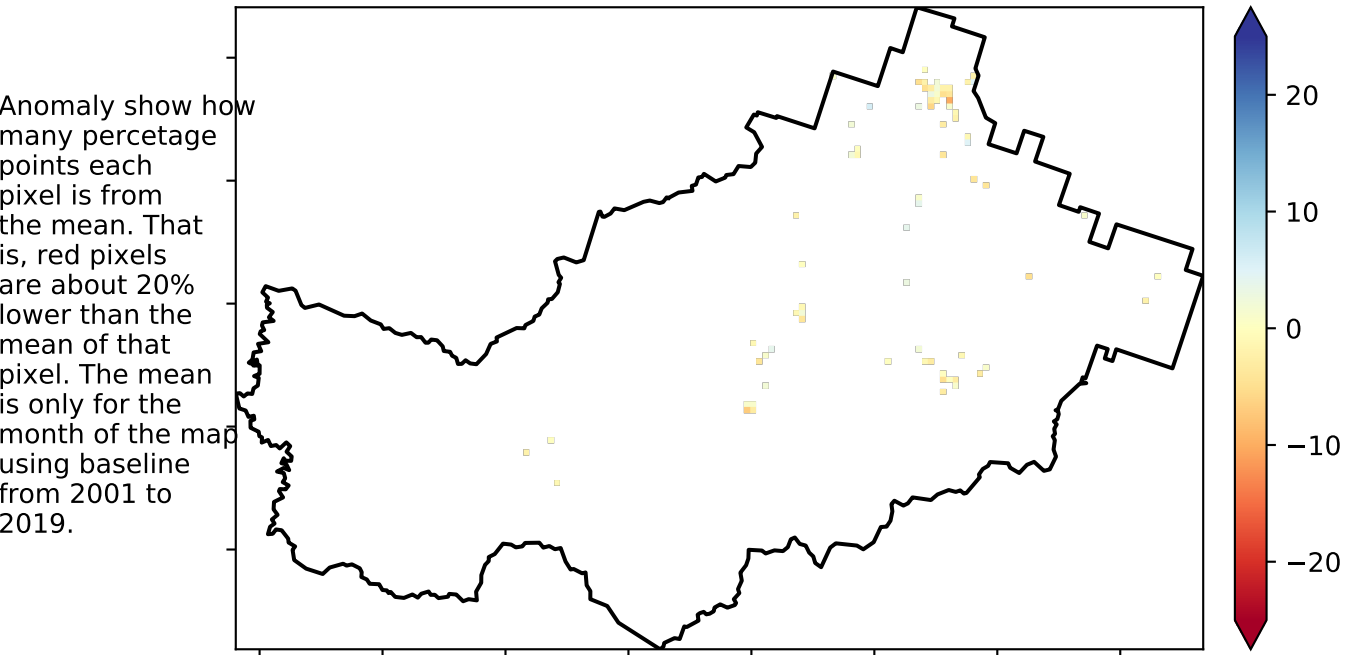 Anomaly show how
many percetage
points each
pixel is from
the mean. That
is, red pixels
are about 20%
lower than the
mean of that
pixel. The mean
is only for the
month of the map
using baseline
from 2001 to
2019.
20
10
0
−10
−20